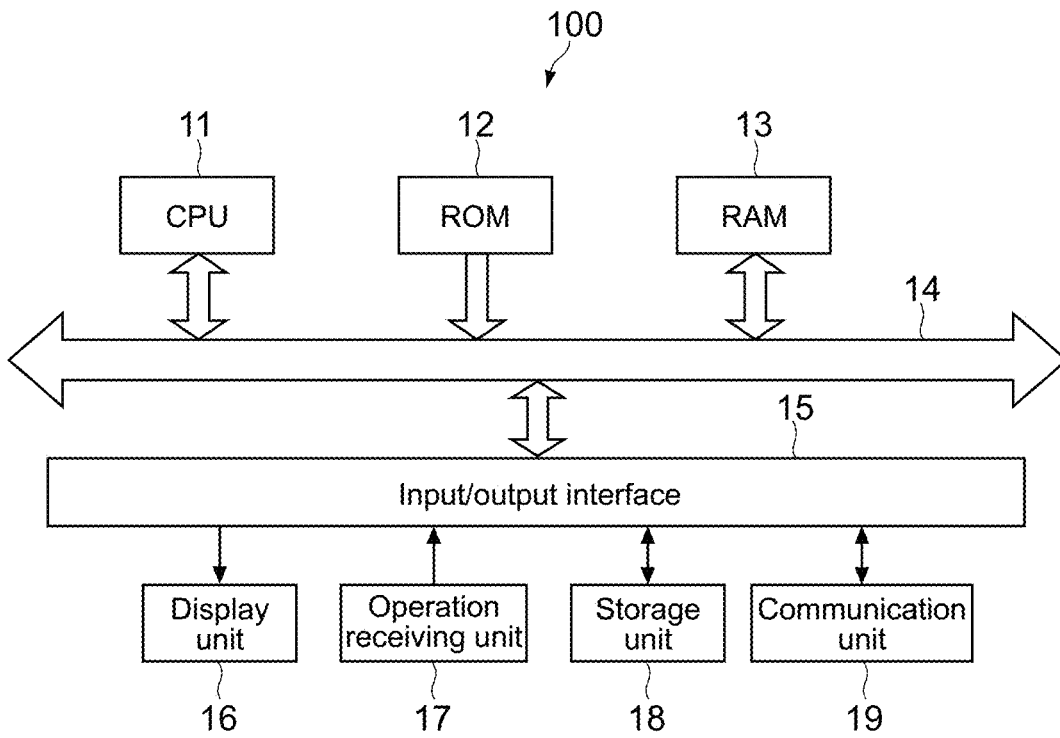 100
11
12
13
CPU
ROM
RAM
14
15
Input/output interface
Display
unit
Operation
receiving unit
Storage
unit
Communication
unit
16
17
18
19